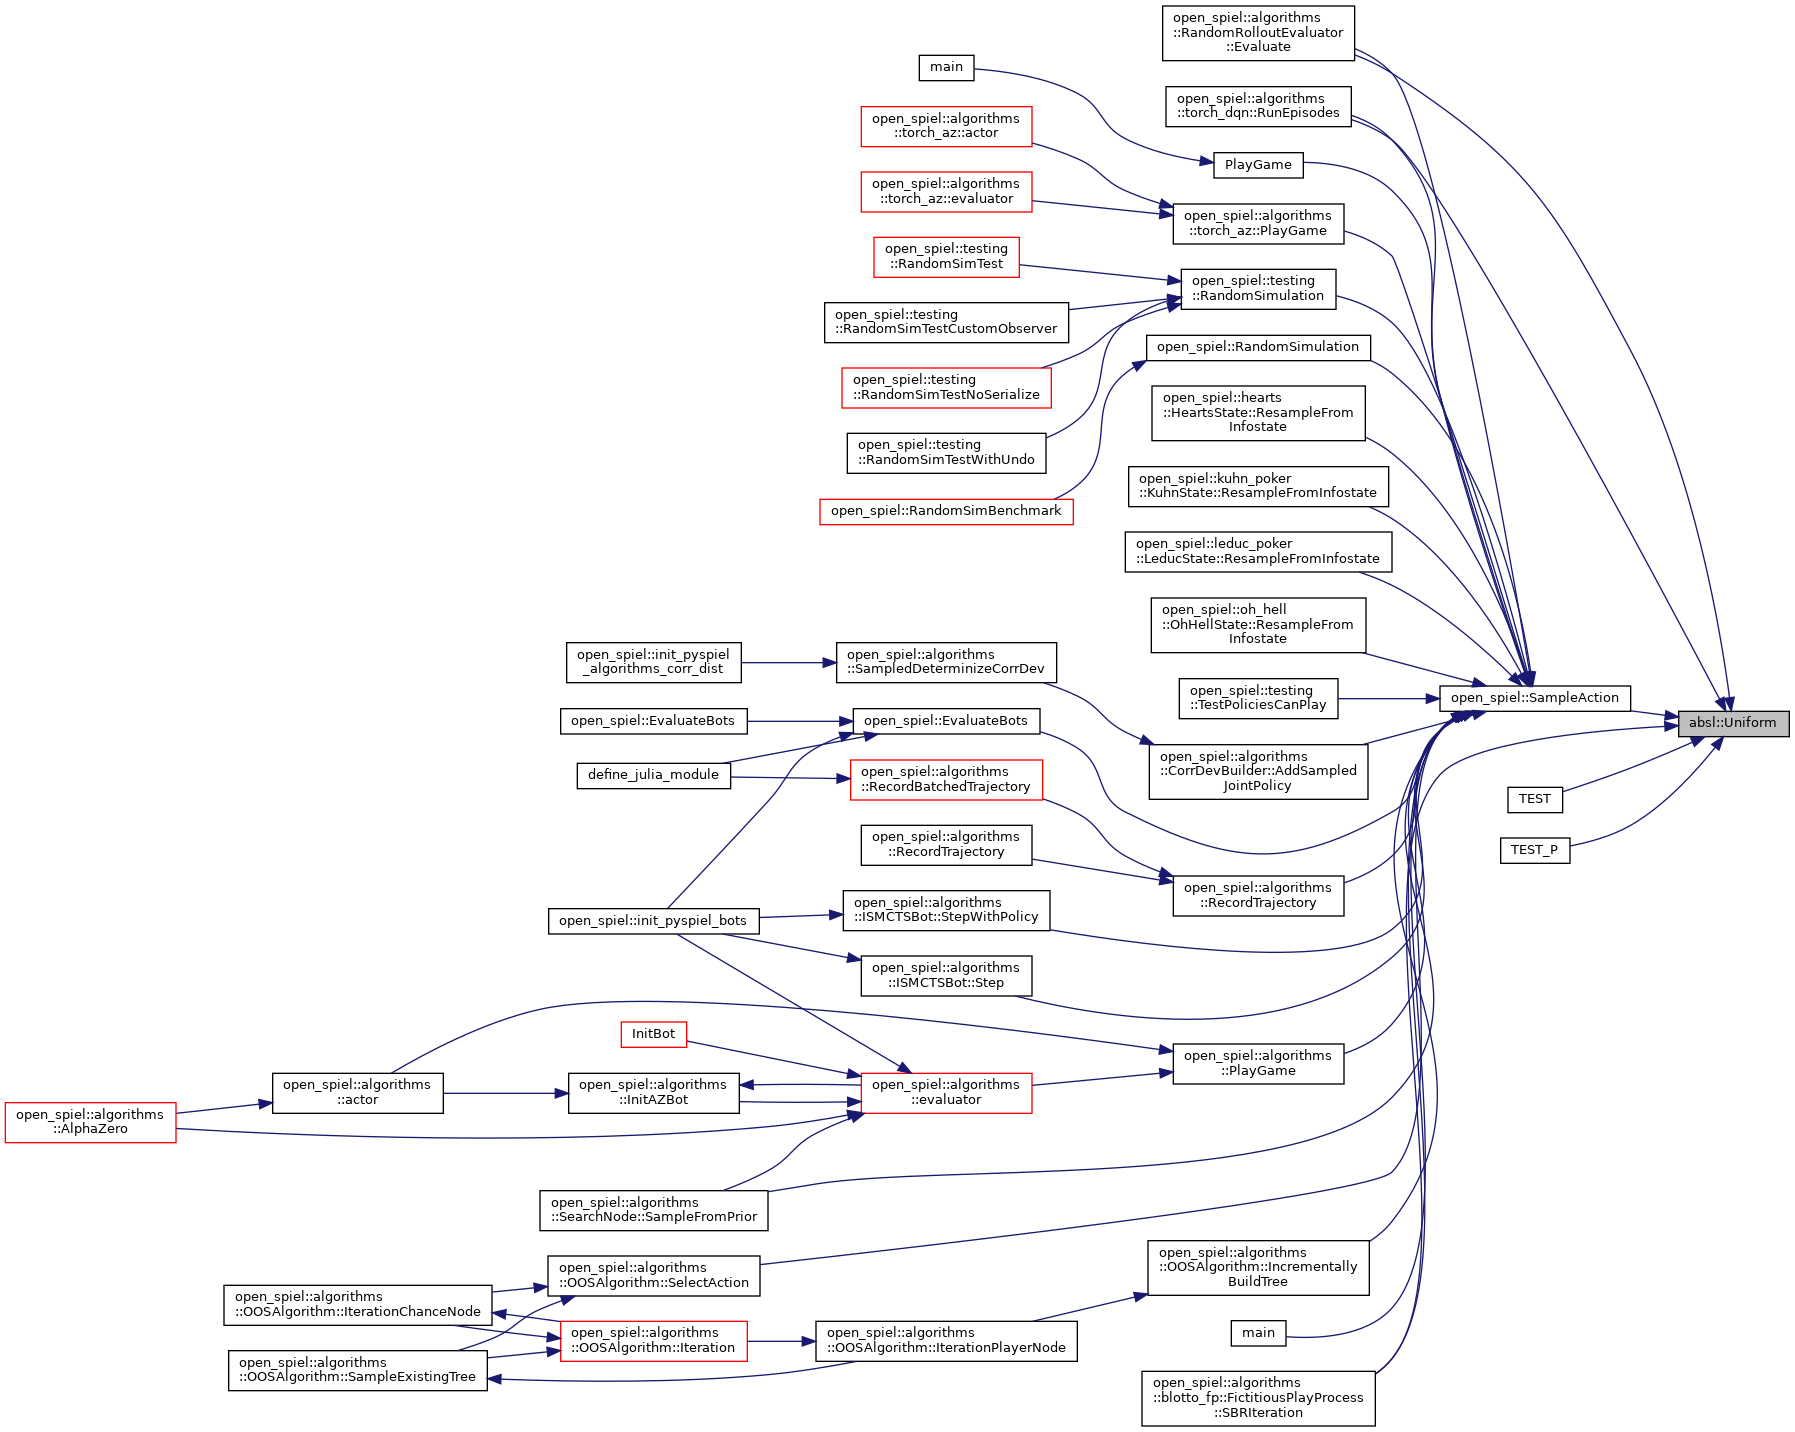 open_spiel::algorithms
::RandomRolloutEvaluator
::Evaluate
main
open_spiel::algorithms
::torch_dqn::RunEpisodes
open_spiel::algorithms
::torch_az::actor
PlayGame
open_spiel::algorithms
::torch_az::evaluator
open_spiel::algorithms
::torch_az::PlayGame
open_spiel::testing
::RandomSimTest
open_spiel::testing
::RandomSimulation
open_spiel::testing
::RandomSimTestCustomObserver
open_spiel::RandomSimulation
open_spiel::testing
::RandomSimTestNoSerialize
open_spiel::hearts
::HeartsState::ResampleFrom
Infostate
open_spiel::testing
::RandomSimTestWithUndo
open_spiel::kuhn_poker
::KuhnState::ResampleFromInfostate
open_spiel::RandomSimBenchmark
open_spiel::leduc_poker
::LeducState::ResampleFromInfostate
open_spiel::oh_hell
::OhHellState::ResampleFrom
Infostate
open_spiel::init_pyspiel
_algorithms_corr_dist
open_spiel::algorithms
::SampledDeterminizeCorrDev
open_spiel::testing
::TestPoliciesCanPlay
open_spiel::SampleAction
absl::Uniform
open_spiel::EvaluateBots
open_spiel::EvaluateBots
define_julia_module
open_spiel::algorithms
::RecordBatchedTrajectory
open_spiel::algorithms
::CorrDevBuilder::AddSampled
JointPolicy
TEST
open_spiel::algorithms
::RecordTrajectory
TEST_P
open_spiel::algorithms
::RecordTrajectory
open_spiel::init_pyspiel_bots
open_spiel::algorithms
::ISMCTSBot::StepWithPolicy
open_spiel::algorithms
::ISMCTSBot::Step
InitBot
open_spiel::algorithms
::PlayGame
open_spiel::algorithms
::actor
open_spiel::algorithms
::InitAZBot
open_spiel::algorithms
::evaluator
open_spiel::algorithms
::AlphaZero
open_spiel::algorithms
::SearchNode::SampleFromPrior
open_spiel::algorithms
::OOSAlgorithm::SelectAction
open_spiel::algorithms
::OOSAlgorithm::Incrementally
BuildTree
open_spiel::algorithms
::OOSAlgorithm::IterationChanceNode
open_spiel::algorithms
::OOSAlgorithm::Iteration
open_spiel::algorithms
::OOSAlgorithm::IterationPlayerNode
main
open_spiel::algorithms
::OOSAlgorithm::SampleExistingTree
open_spiel::algorithms
::blotto_fp::FictitiousPlayProcess
::SBRIteration